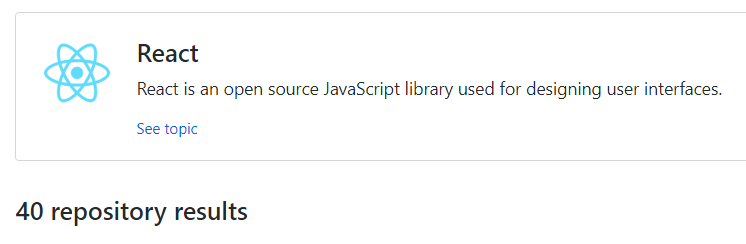 React
React is an open source JavaScript library used for designing user interfaces.
See topic
40 repository results